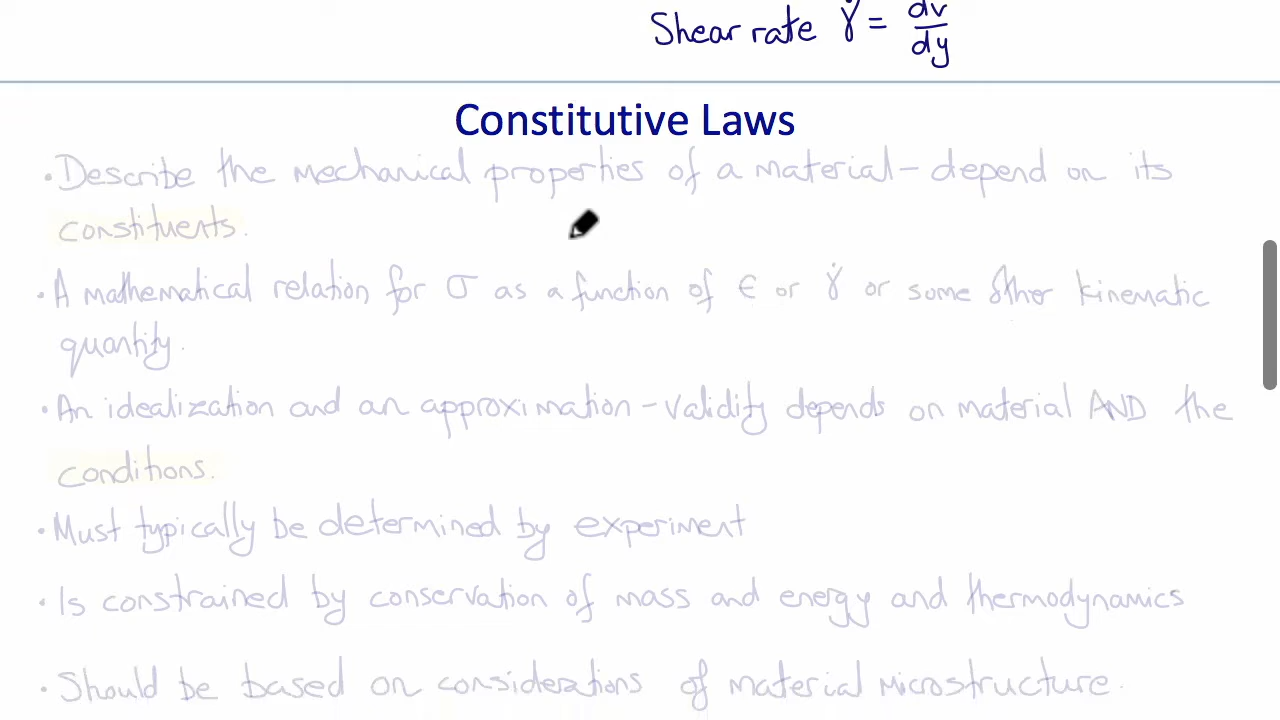 Shear rate γ̇ = dv/dy
Constitutive Laws
• Describe the mechanical properties of a material – depend on its
constituents.
• A mathematical relation for σ as a function of ϵ or γ̇ or some other kinematic
quantity.
• An idealization and an approximation – validity depends on material AND the
conditions.
• Must typically be determined by experiment
• Is constrained by conservation of mass and energy and thermodynamics
• Should be based on considerations of material microstructure.